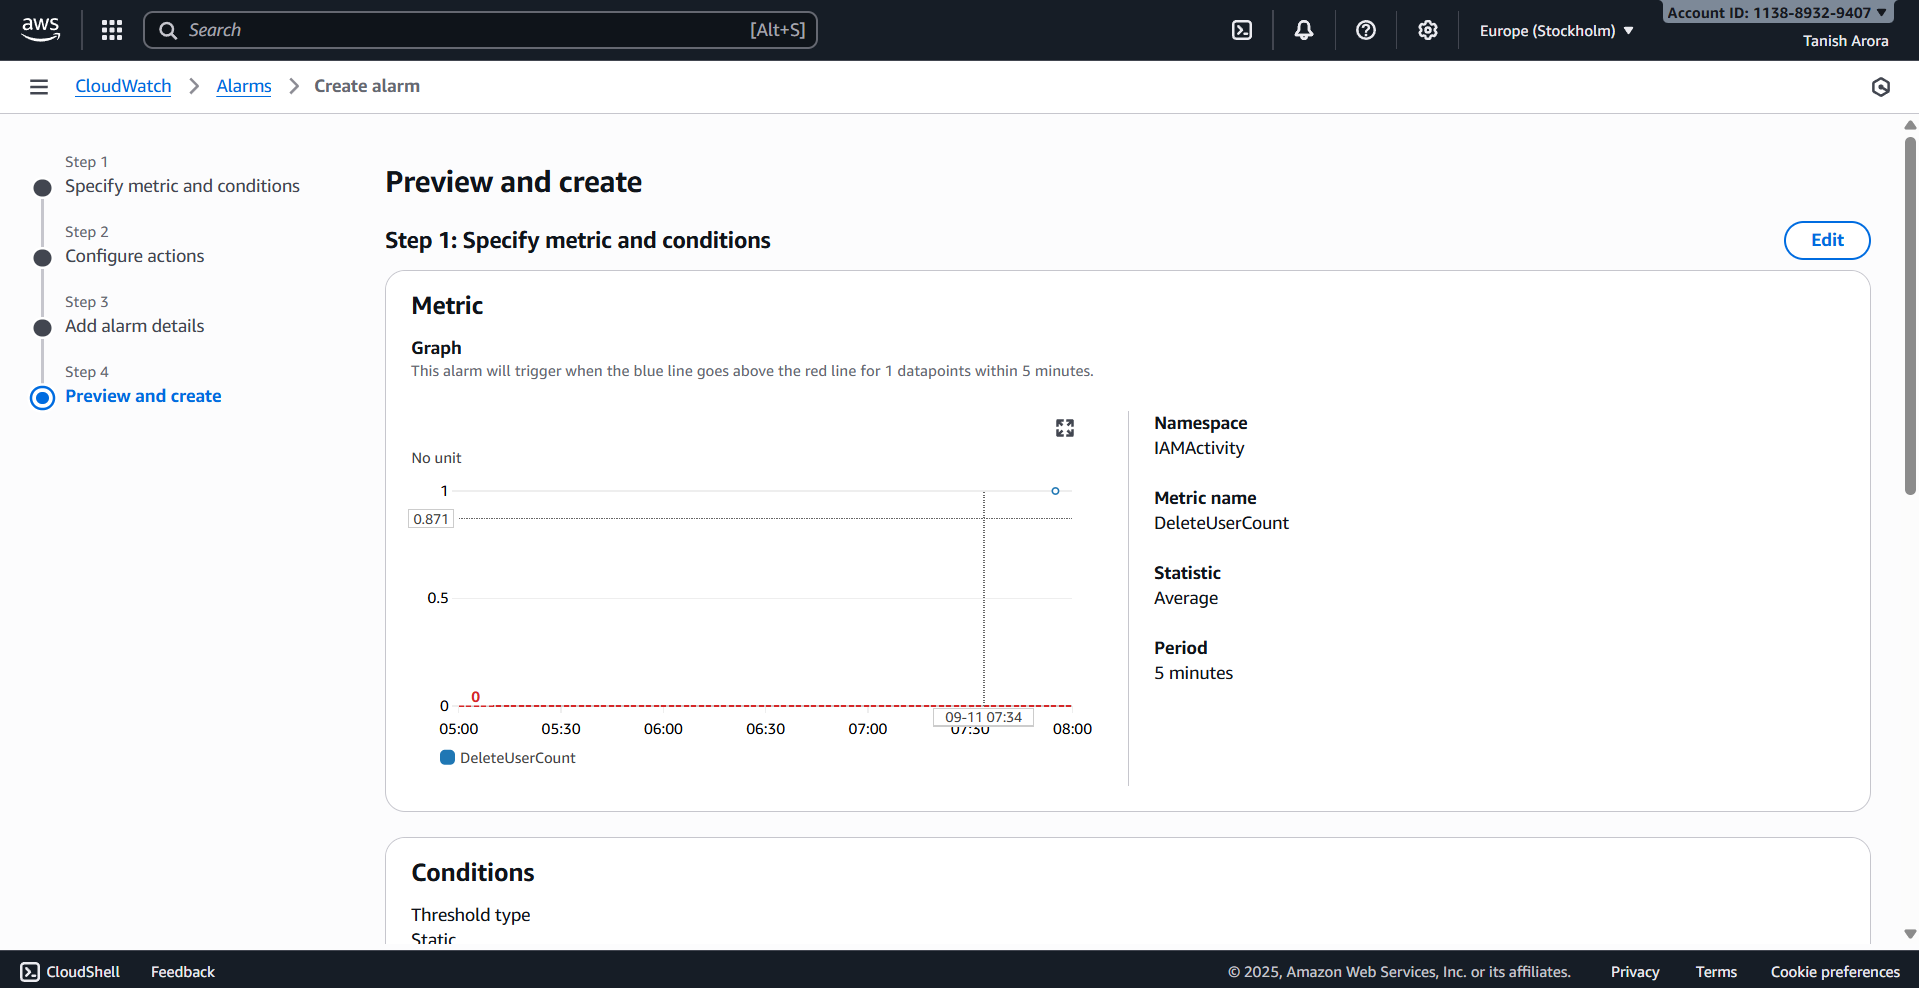 aws
Search
[Alt+S]
Europe (Stockholm)
Account ID: 1138-8932-9407
Tanish Arora
CloudWatch
Alarms
Create alarm
Step 1
Specify metric and conditions
Step 2
Configure actions
Step 3
Add alarm details
Step 4
Preview and create
Preview and create
Step 1: Specify metric and conditions
Edit
Metric
Graph
This alarm will trigger when the blue line goes above the red line for 1 datapoints within 5 minutes.
No unit
1
0.871
0.5
0
0
09-11 07:34
05:00
05:30
06:00
06:30
07:00
07:30
08:00
DeleteUserCount
Namespace
IAMActivity
Metric name
DeleteUserCount
Statistic
Average
Period
5 minutes
Conditions
Threshold type
Static
CloudShell
Feedback
© 2025, Amazon Web Services, Inc. or its affiliates.
Privacy
Terms
Cookie preferences